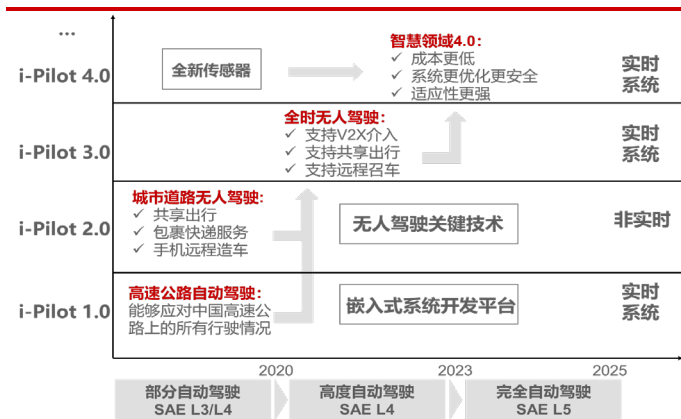 ...
i-Pilot 4.0
全新传感器
智慧领域4.0:
✓ 成本更低
✓ 系统更优化更安全
✓ 适应性更强
实时
系统
i-Pilot 3.0
全时无人驾驶:
✓ 支持V2X介入
✓ 支持共享出行
✓ 支持远程召车
实时
系统
i-Pilot 2.0
城市道路无人驾驶:
✓ 共享出行
✓ 包裹快递服务
✓ 手机远程造车
无人驾驶关键技术
非实时
i-Pilot 1.0
高速公路自动驾驶:
能够应对中国高速公
路上的所有行驶情况
嵌入式系统开发平台
实时
系统
2020
2023
2025
部分自动驾驶
SAE L3/L4
高度自动驾驶
SAE L4
完全自动驾驶
SAE L5